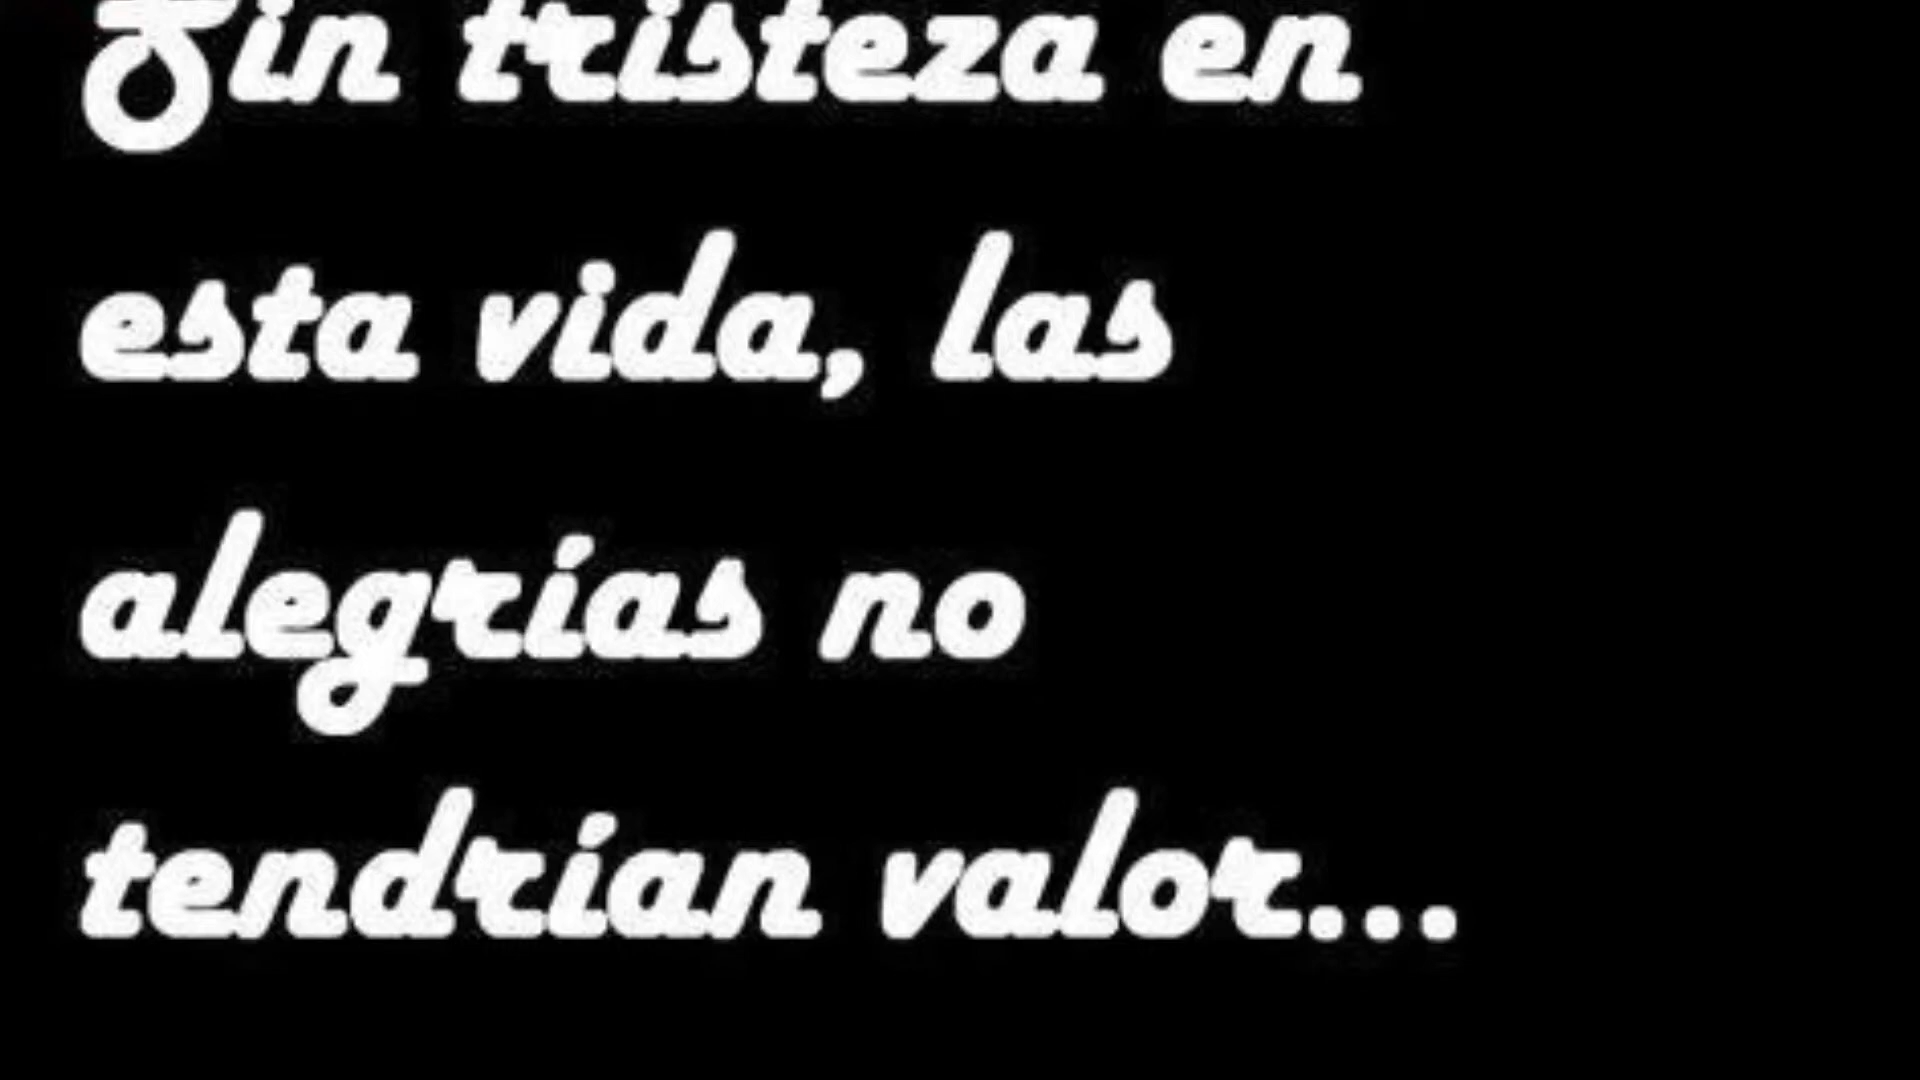 Sin tristeza en
esta vida, las
alegrías no
tendrían valor...